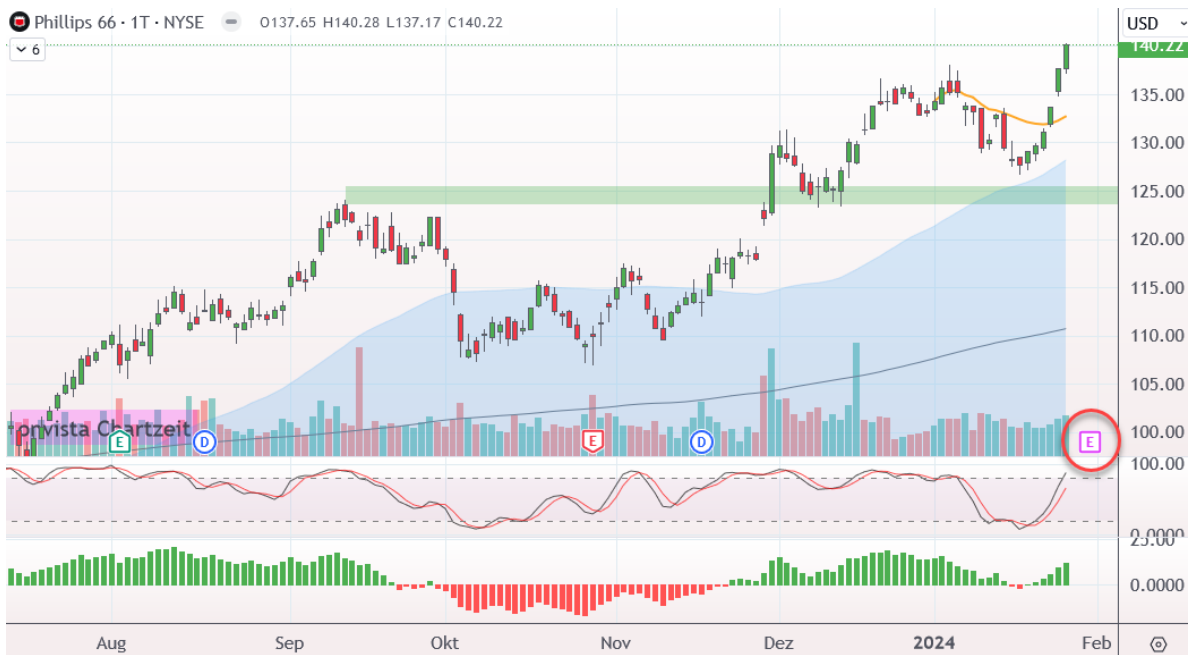 Phillips 66 · 1T · NYSE O137.65 H140.28 L137.17 C140.22
USD
6
140.22
135.00
130.00
125.00
120.00
115.00
110.00
105.00
100.00
prvista Chartzeit
E D E D E
100.00
0.0000
25.00
0.0000
Aug Sep Okt Nov Dez 2024 Feb